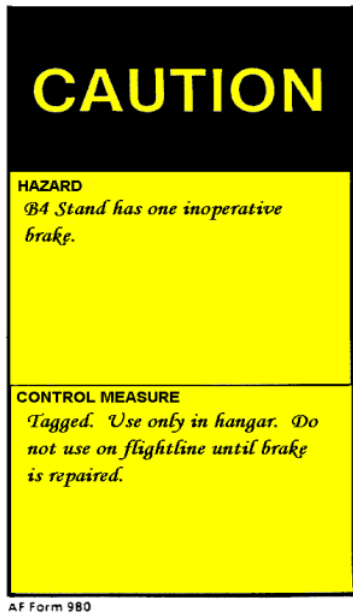 CAUTION
HAZARD
B4 Stand has one inoperative
brake.
CONTROL MEASURE
Tagged.  Use only in hangar.  Do
not use on flightline until brake
is repaired.
AF Form 980